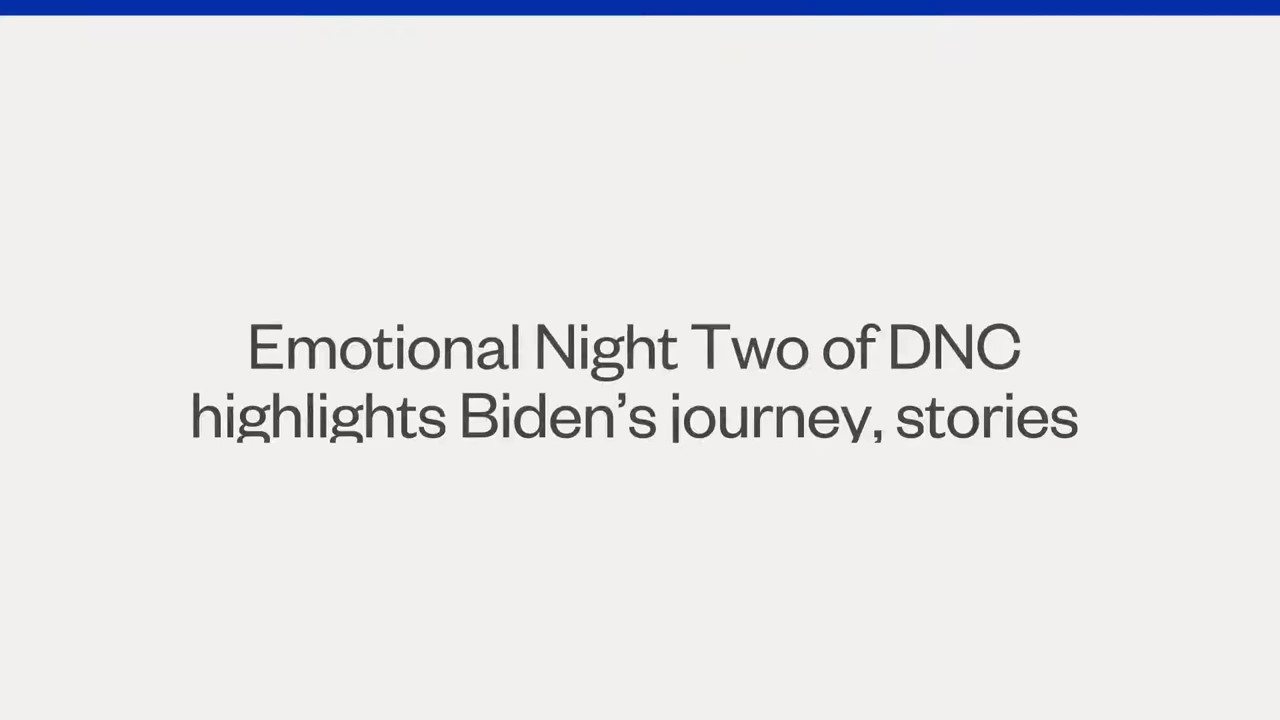 Emotional Night Two of DNC
highlights Biden’s journey, stories